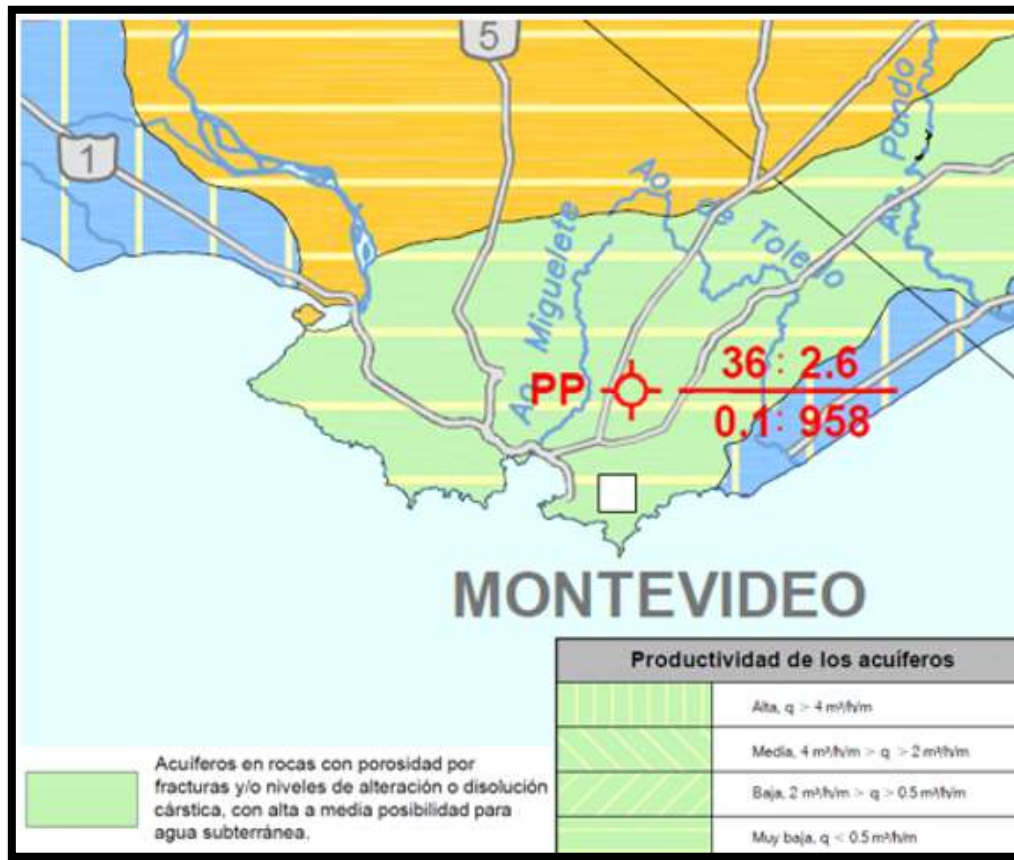 5
1
Ao. Pando
Ao. de Toledo
Ao Miguelete
PP
36: 2.6
0.1: 958
MONTEVIDEO
Productividad de los acuíferos
Alta, q > 4 m³/h/m
Media, 4 m³/h/m > q > 2 m³/h/m
Baja, 2 m³/h/m > q > 0.5 m³/h/m
Muy baja, q < 0.5 m³/h/m
Acuíferos en rocas con porosidad por
fracturas y/o niveles de alteración o disolución
cárstica, con alta a media posibilidad para
agua subterránea.